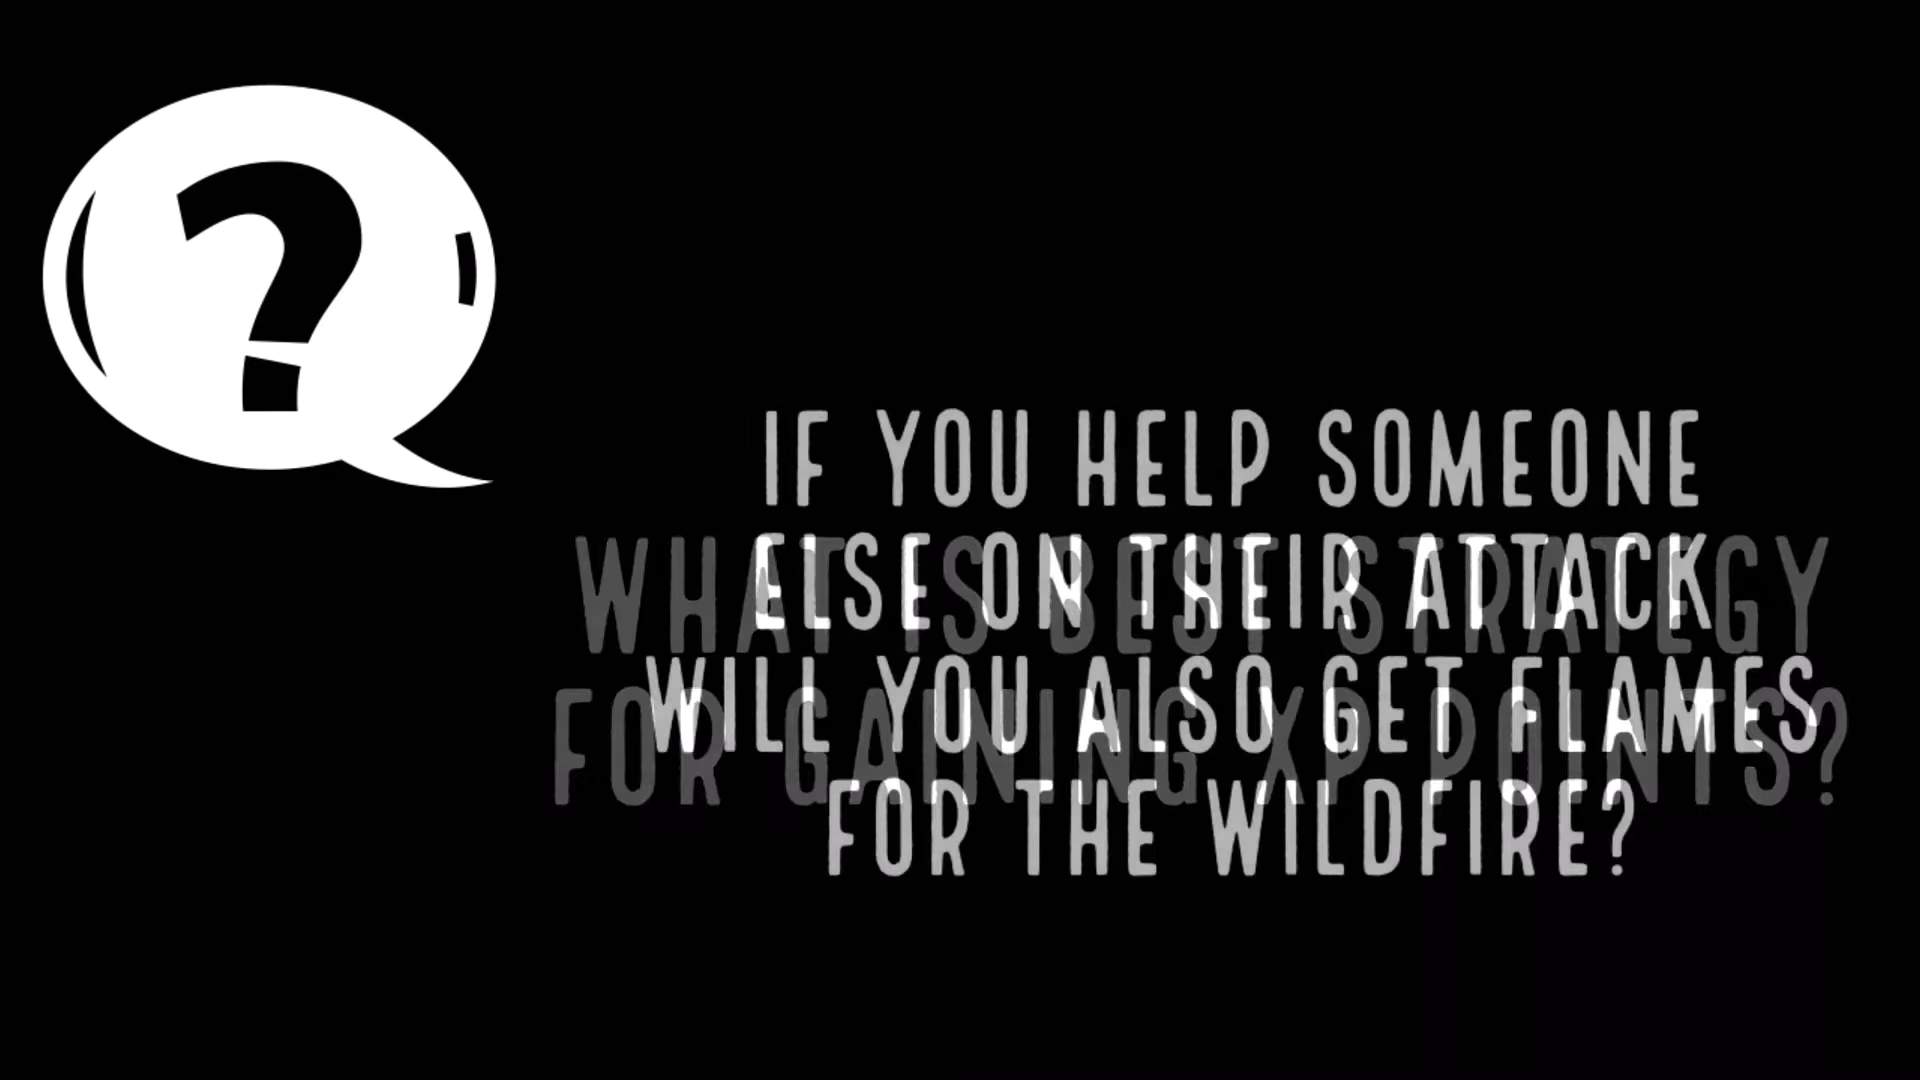 ?
IF YOU HELP SOMEONE
ELSE ON THEIR ATTACK
WILL YOU ALSO GET FLAMES
FOR THE WILDFIRE?
WHAT IS BEST STRATEGY
FOR GAINING XP POINTS?